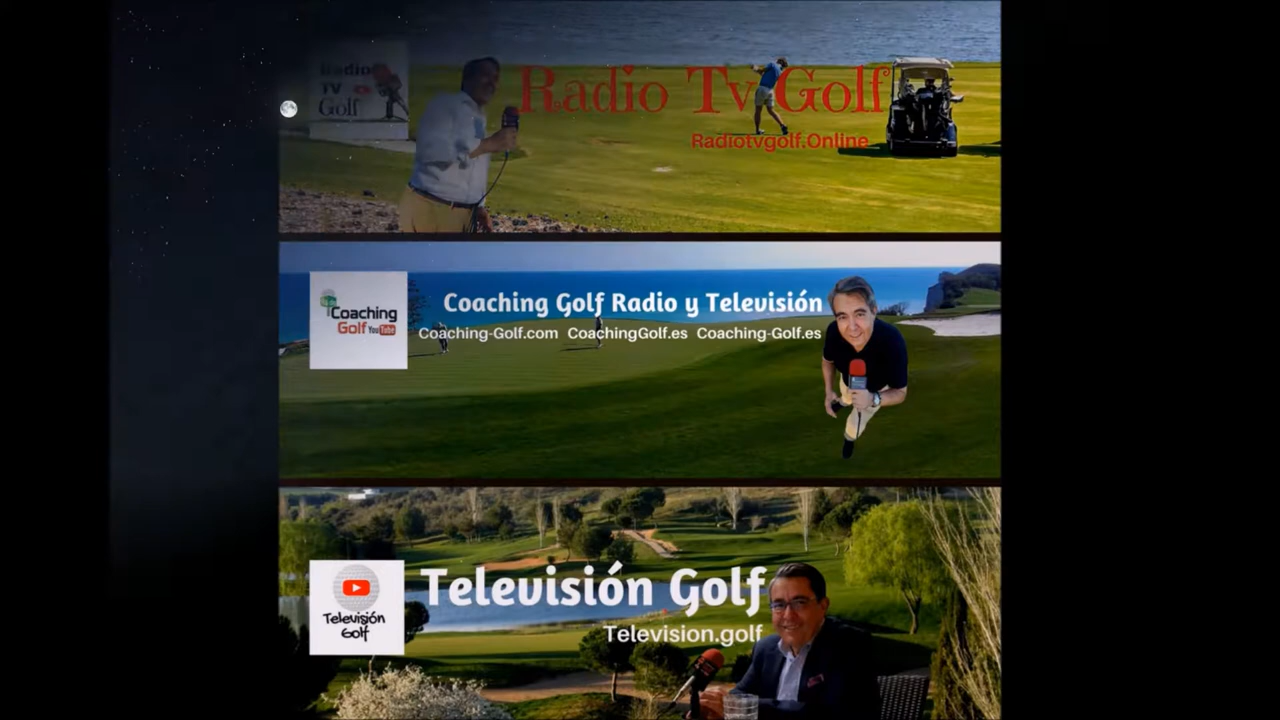 Radio
TV
Golf
Radio Tv Golf
Radiotvgolf.Online
Coaching
Golf YouTube
Coaching Golf Radio y Televisión
Coaching-Golf.com CoachingGolf.es Coaching-Golf.es
Televisión
Golf
Televisión Golf
Television.golf